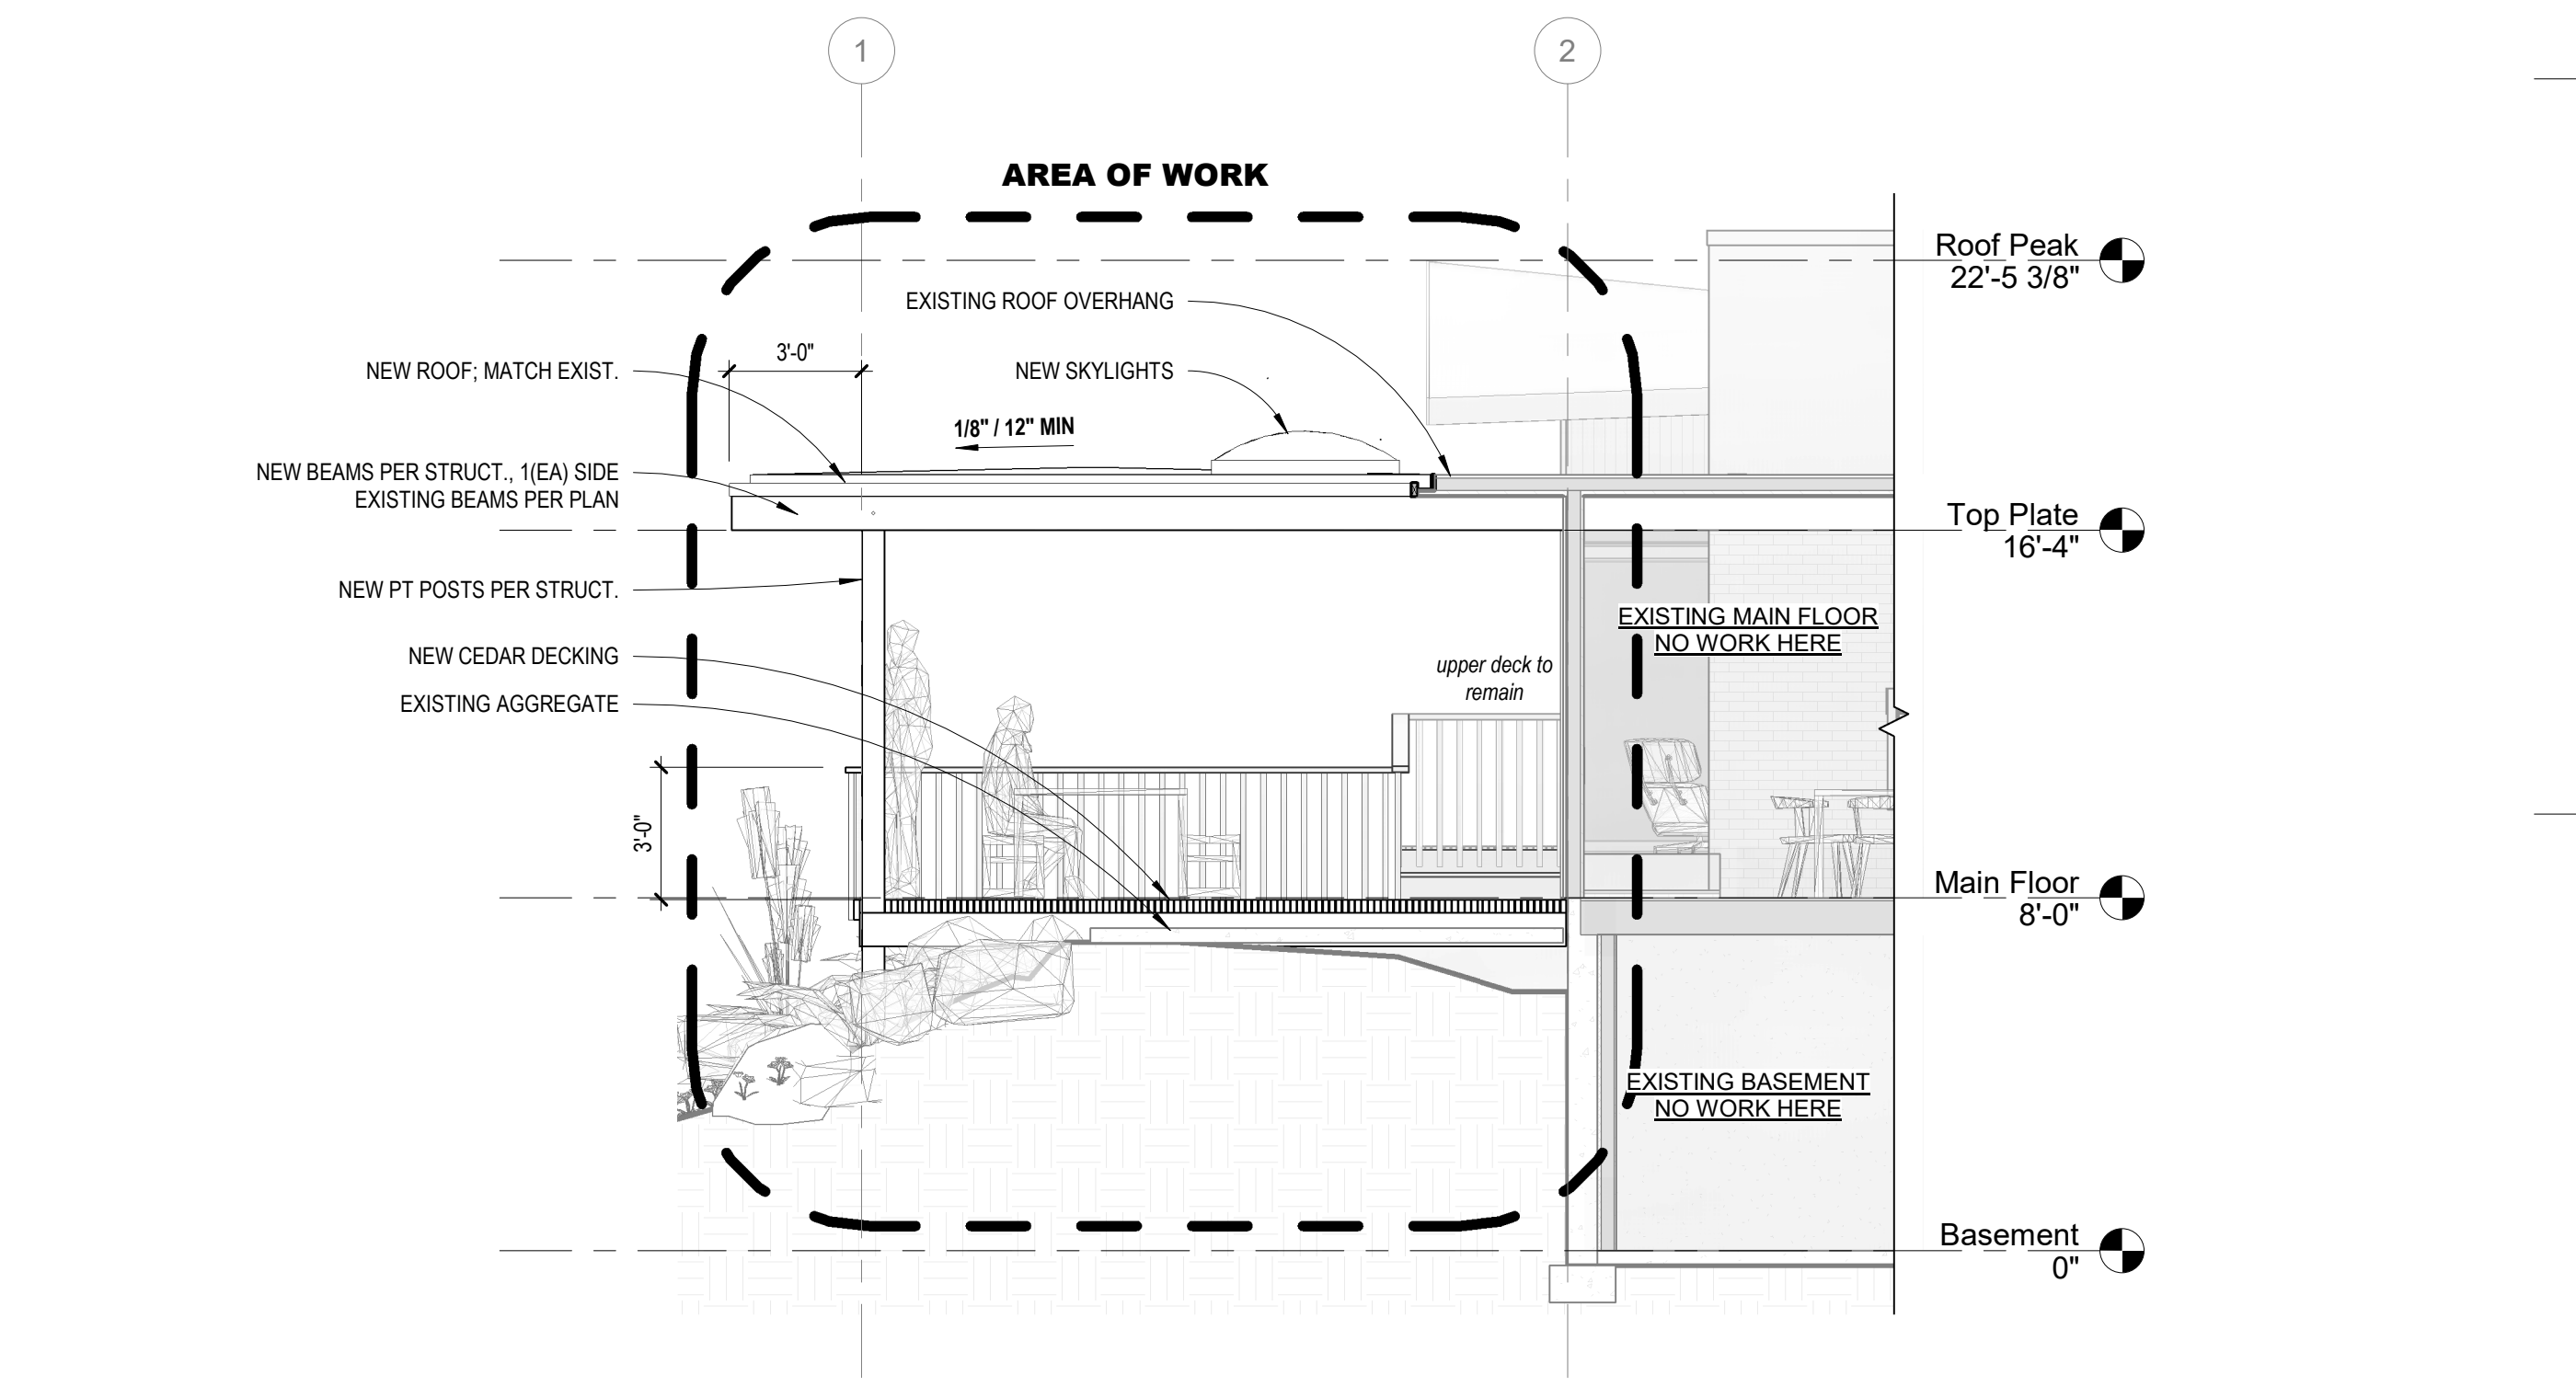 1
2
AREA OF WORK
Roof Peak
22'-5 3/8"
EXISTING ROOF OVERHANG
3'-0"
NEW ROOF; MATCH EXIST.
NEW SKYLIGHTS
1/8" / 12" MIN
NEW BEAMS PER STRUCT., 1(EA) SIDE
EXISTING BEAMS PER PLAN
Top Plate
16'-4"
NEW PT POSTS PER STRUCT.
EXISTING MAIN FLOOR
NO WORK HERE
NEW CEDAR DECKING
upper deck to
remain
EXISTING AGGREGATE
3'-0"
Main Floor
8'-0"
EXISTING BASEMENT
NO WORK HERE
Basement
0"